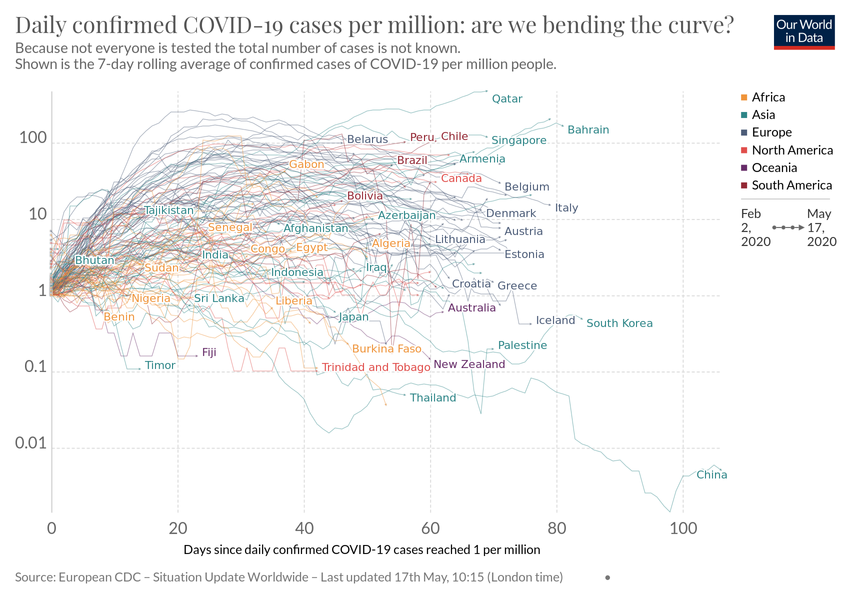 Daily confirmed COVID-19 cases per million: are we bending the curve?
Because not everyone is tested the total number of cases is not known.
Shown is the 7-day rolling average of confirmed cases of COVID-19 per million people.
Our World
in Data
Qatar
Africa
Asia
Europe
North America
Oceania
South America
Feb
2,
2020
May
17,
2020
100
Belarus
Peru, Chile
Singapore
Bahrain
Gabon
Brazil
Armenia
Canada
Belgium
Bolivia
Italy
10
Tajikistan
Azerbaijan
Denmark
Senegal
Afghanistan
Austria
Lithuania
Congo
Egypt
Algeria
India
Estonia
Bhutan
Sudan
Indonesia
Iraq
Croatia
Greece
1
Nigeria
Sri Lanka
Liberia
Australia
Benin
Japan
Iceland
South Korea
Fiji
Burkina Faso
Palestine
Timor
Trinidad and Tobago
New Zealand
0.1
Thailand
0.01
China
0
20
40
60
80
100
Days since daily confirmed COVID-19 cases reached 1 per million
Source: European CDC – Situation Update Worldwide – Last updated 17th May, 10:15 (London time)